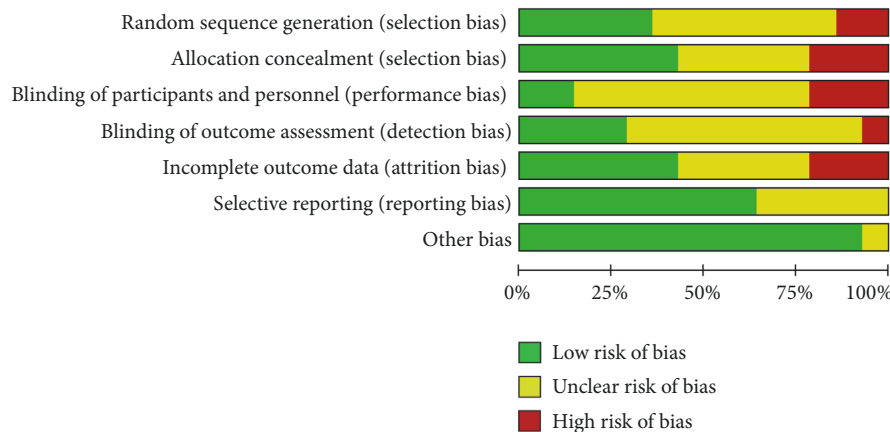 Random sequence generation (selection bias)
Allocation concealment (selection bias)
Blinding of participants and personnel (performance bias)
Blinding of outcome assessment (detection bias)
Incomplete outcome data (attrition bias)
Selective reporting (reporting bias)
Other bias
0% 25% 50% 75% 100%
Low risk of bias
Unclear risk of bias
High risk of bias